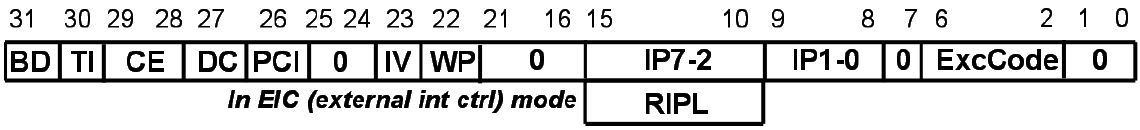 31 30 29 28 27 26 25 24 23 22 21 16 15 10 9 8 7 6 2 1 0
BD TI CE DC PCI 0 IV WP 0 IP7-2 IP1-0 0 ExcCode 0
In EIC (external int ctrl) mode RIPL